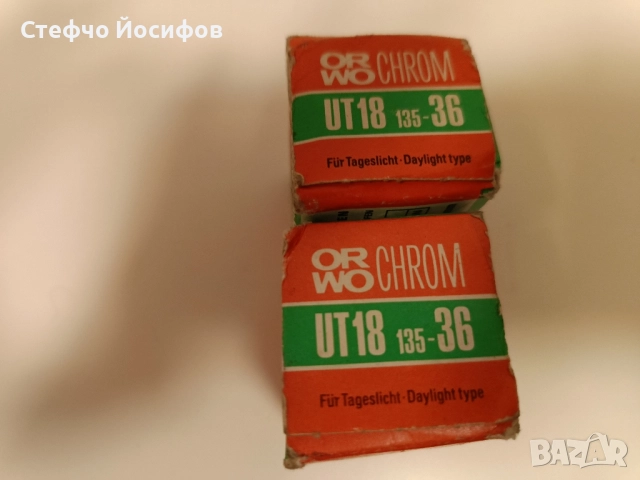 Стефчо Йосифов
ORWO CHROM
UT18 135-36
Für Tageslicht·Daylight type
ORWO CHROM
UT18 135-36
Für Tageslicht·Daylight type
BAZAR